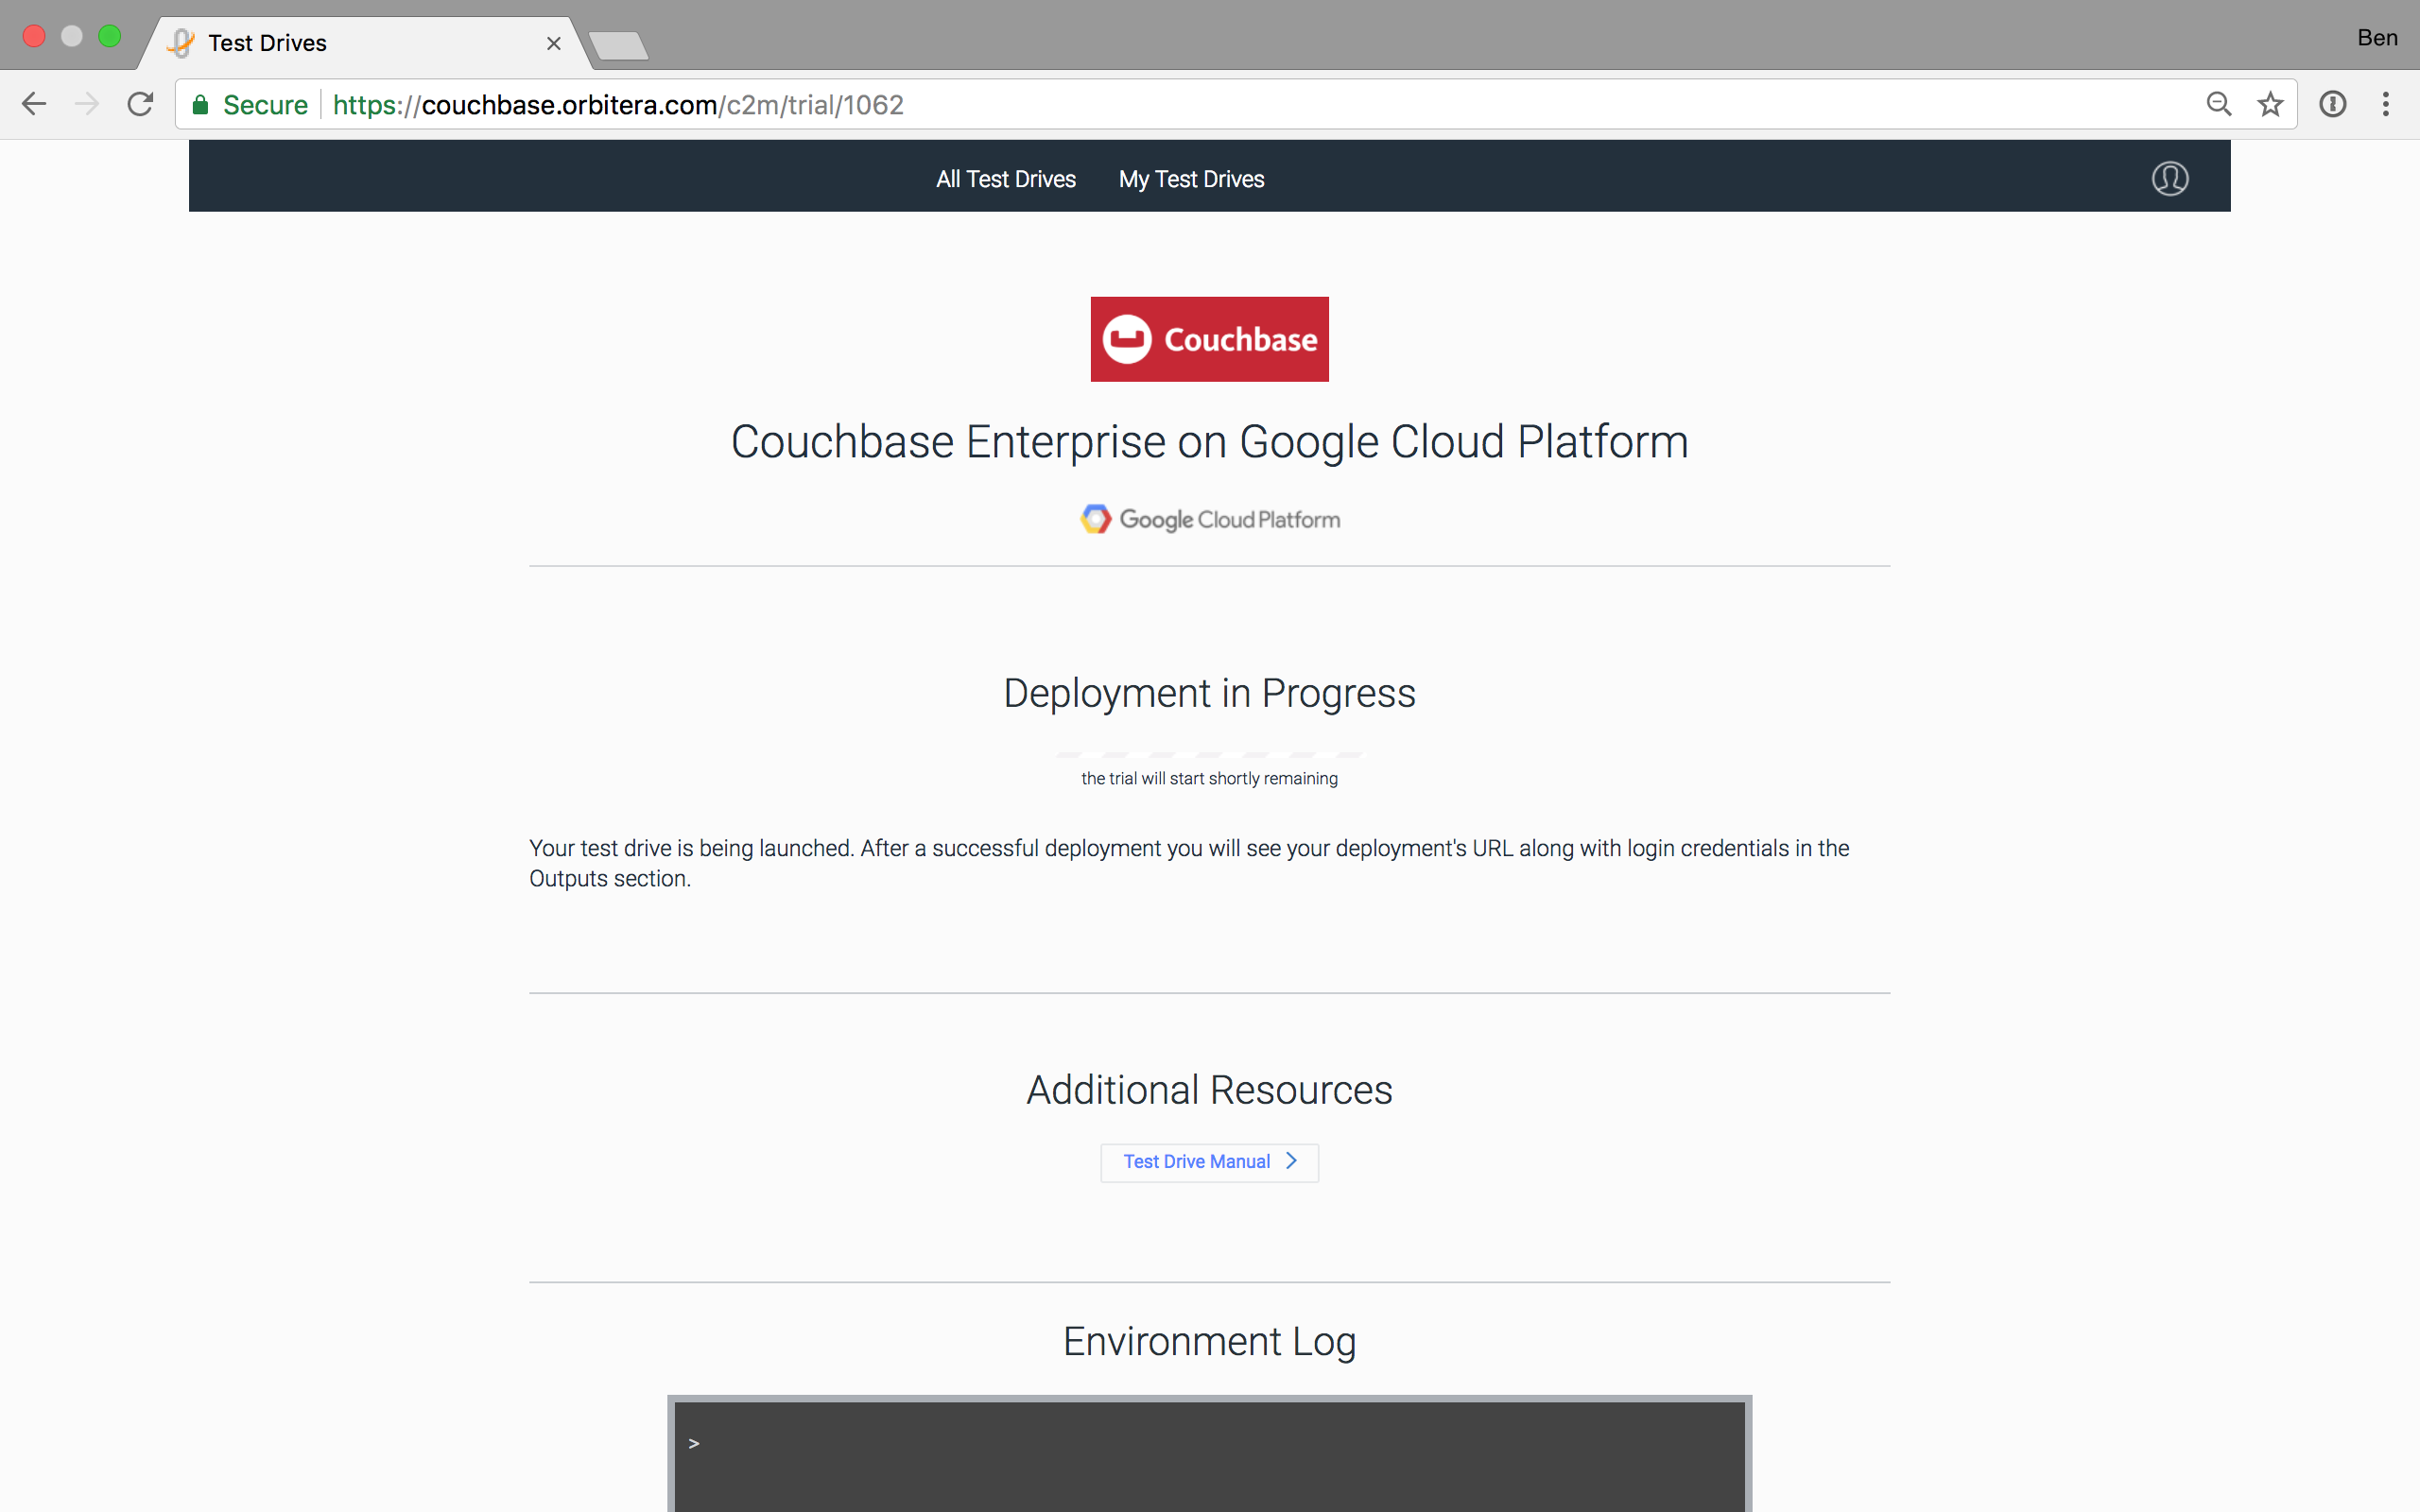 Test Drives
Ben
Secure https://couchbase.orbitera.com/c2m/trial/1062
All Test Drives My Test Drives
Couchbase
Couchbase Enterprise on Google Cloud Platform
Google Cloud Platform
Deployment in Progress
the trial will start shortly remaining
Your test drive is being launched. After a successful deployment you will see your deployment's URL along with login credentials in the
Outputs section.
Additional Resources
Test Drive Manual
Environment Log
>